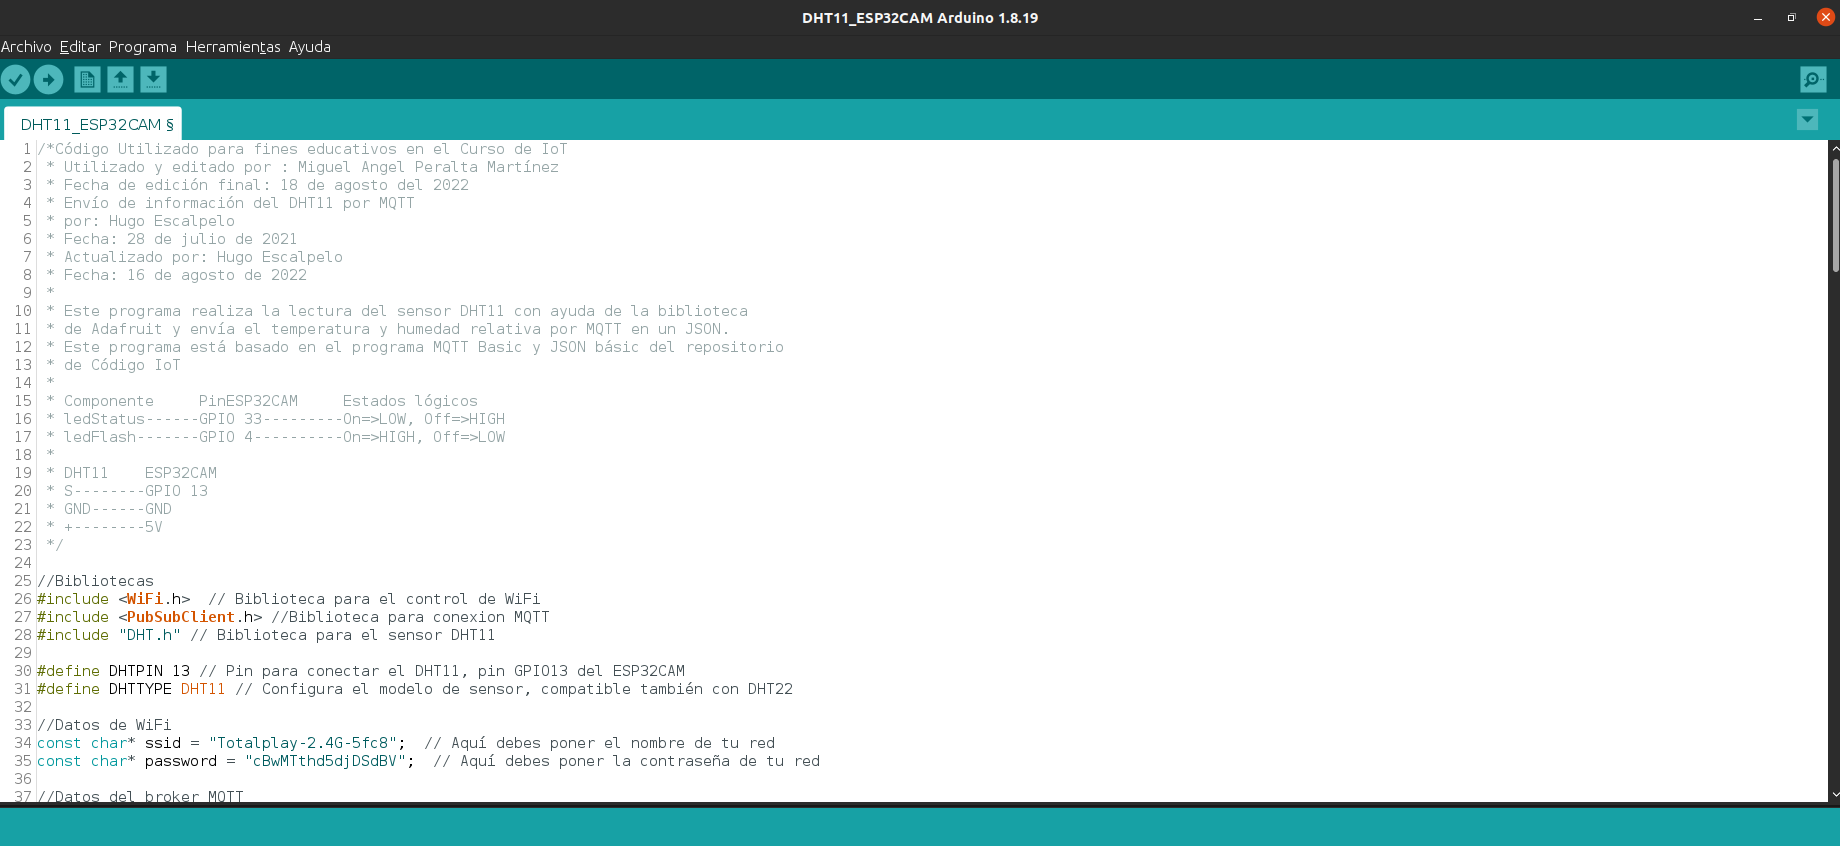 DHT11_ESP32CAM Arduino 1.8.19
Archivo Editar Programa Herramientas Ayuda
DHT11_ESP32CAM §
1 /*Código Utilizado para fines educativos en el Curso de IoT
2 * Utilizado y editado por : Miguel Angel Peralta Martínez
3 * Fecha de edición final: 18 de agosto del 2022
4 * Envío de información del DHT11 por MQTT
5 * por: Hugo Escalpelo
6 * Fecha: 28 de julio de 2021
7 * Actualizado por: Hugo Escalpelo
8 * Fecha: 16 de agosto de 2022
9 *
10 * Este programa realiza la lectura del sensor DHT11 con ayuda de la biblioteca
11 * de Adafruit y envía el temperatura y humedad relativa por MQTT en un JSON.
12 * Este programa está basado en el programa MQTT Basic y JSON básic del repositorio
13 * de Código IoT
14 *
15 * Componente     PinESP32CAM     Estados lógicos
16 * ledStatus------GPIO 33---------On=>LOW, Off=>HIGH
17 * ledFlash-------GPIO 4----------On=>HIGH, Off=>LOW
18 *
19 * DHT11    ESP32CAM
20 * S--------GPIO 13
21 * GND------GND
22 * +--------5V
23 */
24
25 //Bibliotecas
26 #include <WiFi.h>  // Biblioteca para el control de WiFi
27 #include <PubSubClient.h> //Biblioteca para conexion MQTT
28 #include "DHT.h" // Biblioteca para el sensor DHT11
29
30 #define DHTPIN 13 // Pin para conectar el DHT11, pin GPIO13 del ESP32CAM
31 #define DHTTYPE DHT11 // Configura el modelo de sensor, compatible también con DHT22
32
33 //Datos de WiFi
34 const char* ssid = "Totalplay-2.4G-5fc8";  // Aquí debes poner el nombre de tu red
35 const char* password = "cBwMTthd5djDSdBV";  // Aquí debes poner la contraseña de tu red
36
37 //Datos del broker MQTT